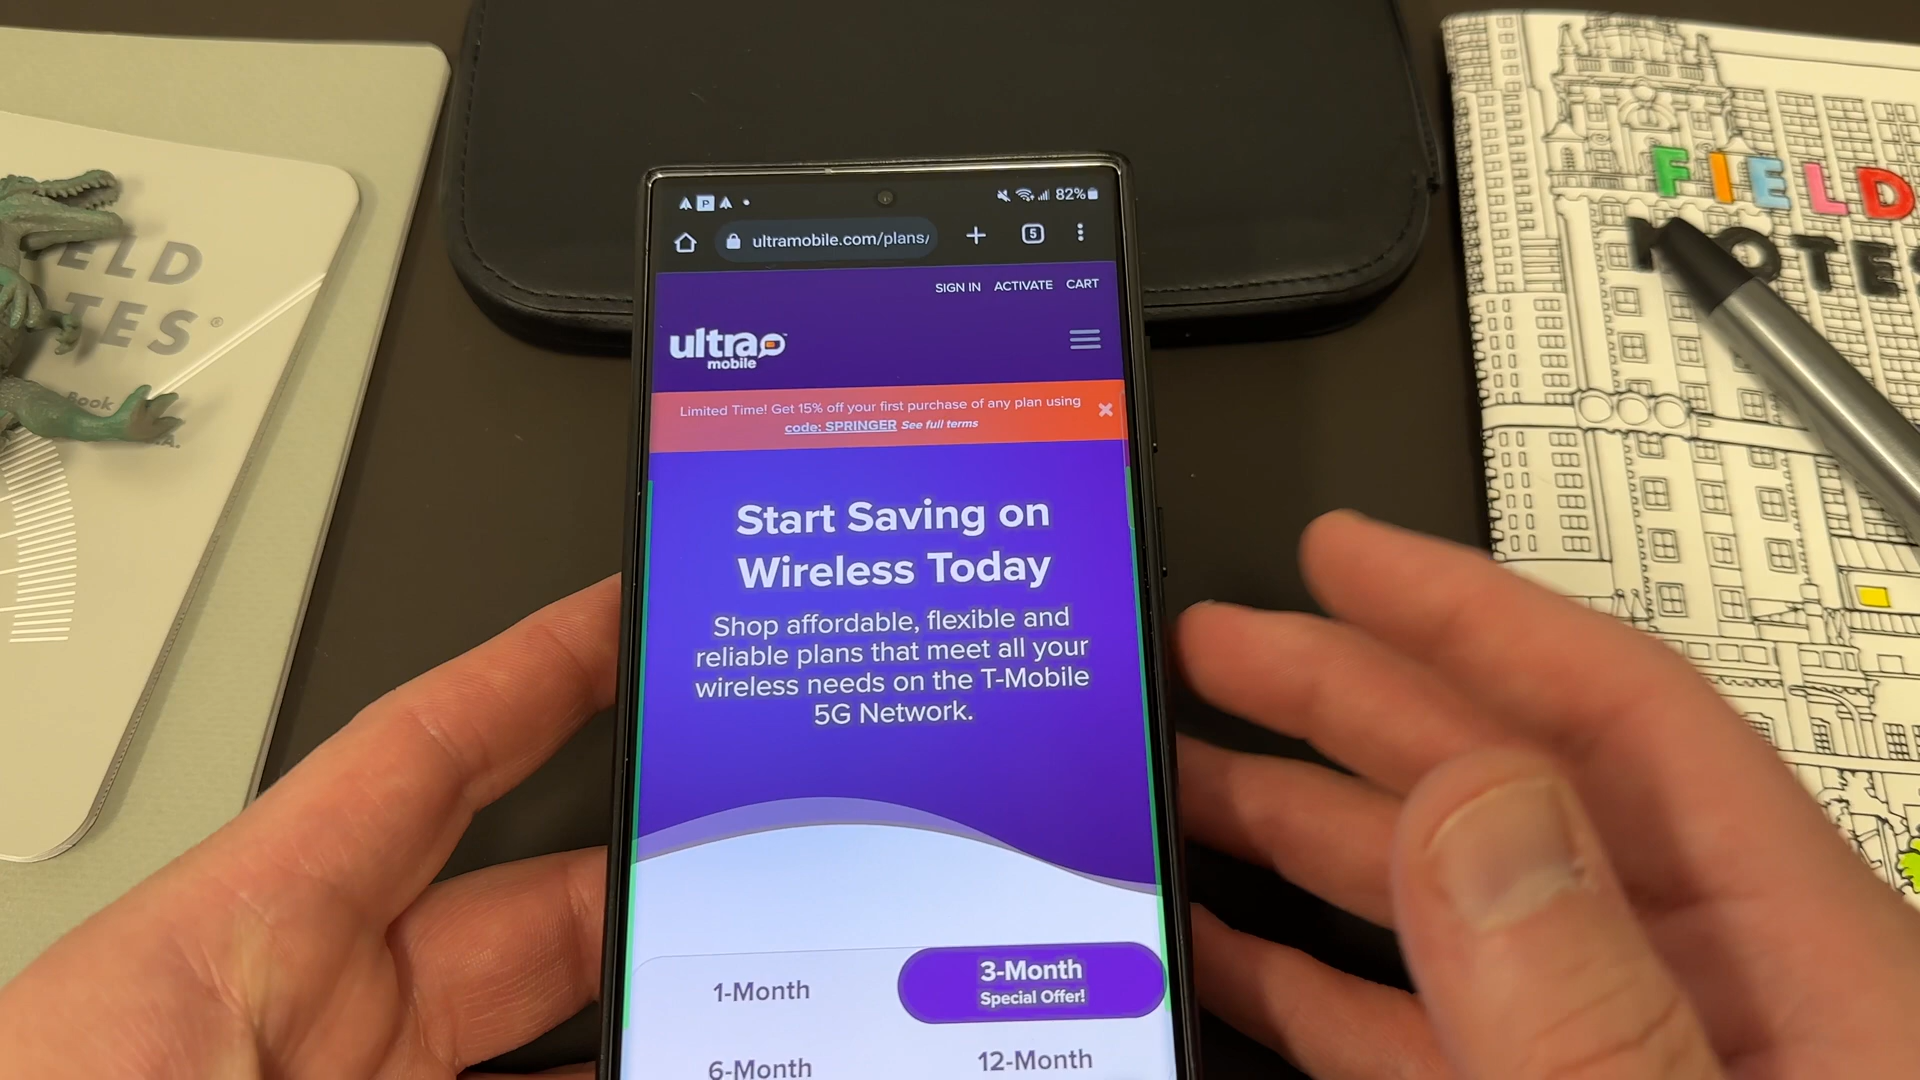 82%
ultramobile.com/plans/
5
SIGN IN ACTIVATE CART
ultra
mobile
Limited Time! Get 15% off your first purchase of any plan using
code: SPRINGER See full terms
Start Saving on
Wireless Today
Shop affordable, flexible and
reliable plans that meet all your
wireless needs on the T-Mobile
5G Network.
1-Month
3-Month
Special Offer!
6-Month
12-Month
ELD
TES®
Book
A.
FIELD
NOTES